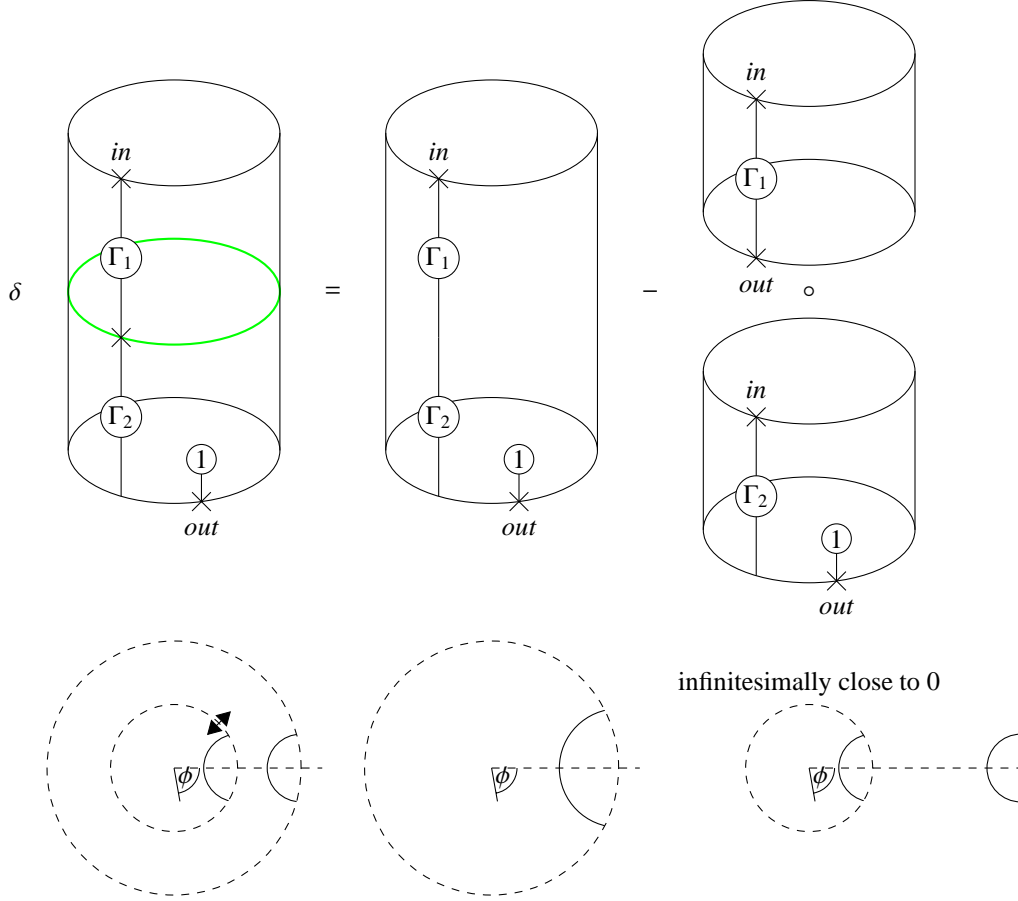 in
in
in
Γ₁
Γ₁
Γ₁
out
δ
=
−
∘
in
Γ₂
Γ₂
Γ₂
1
1
1
out
out
out
infinitesimally close to 0
ϕ
ϕ
ϕ